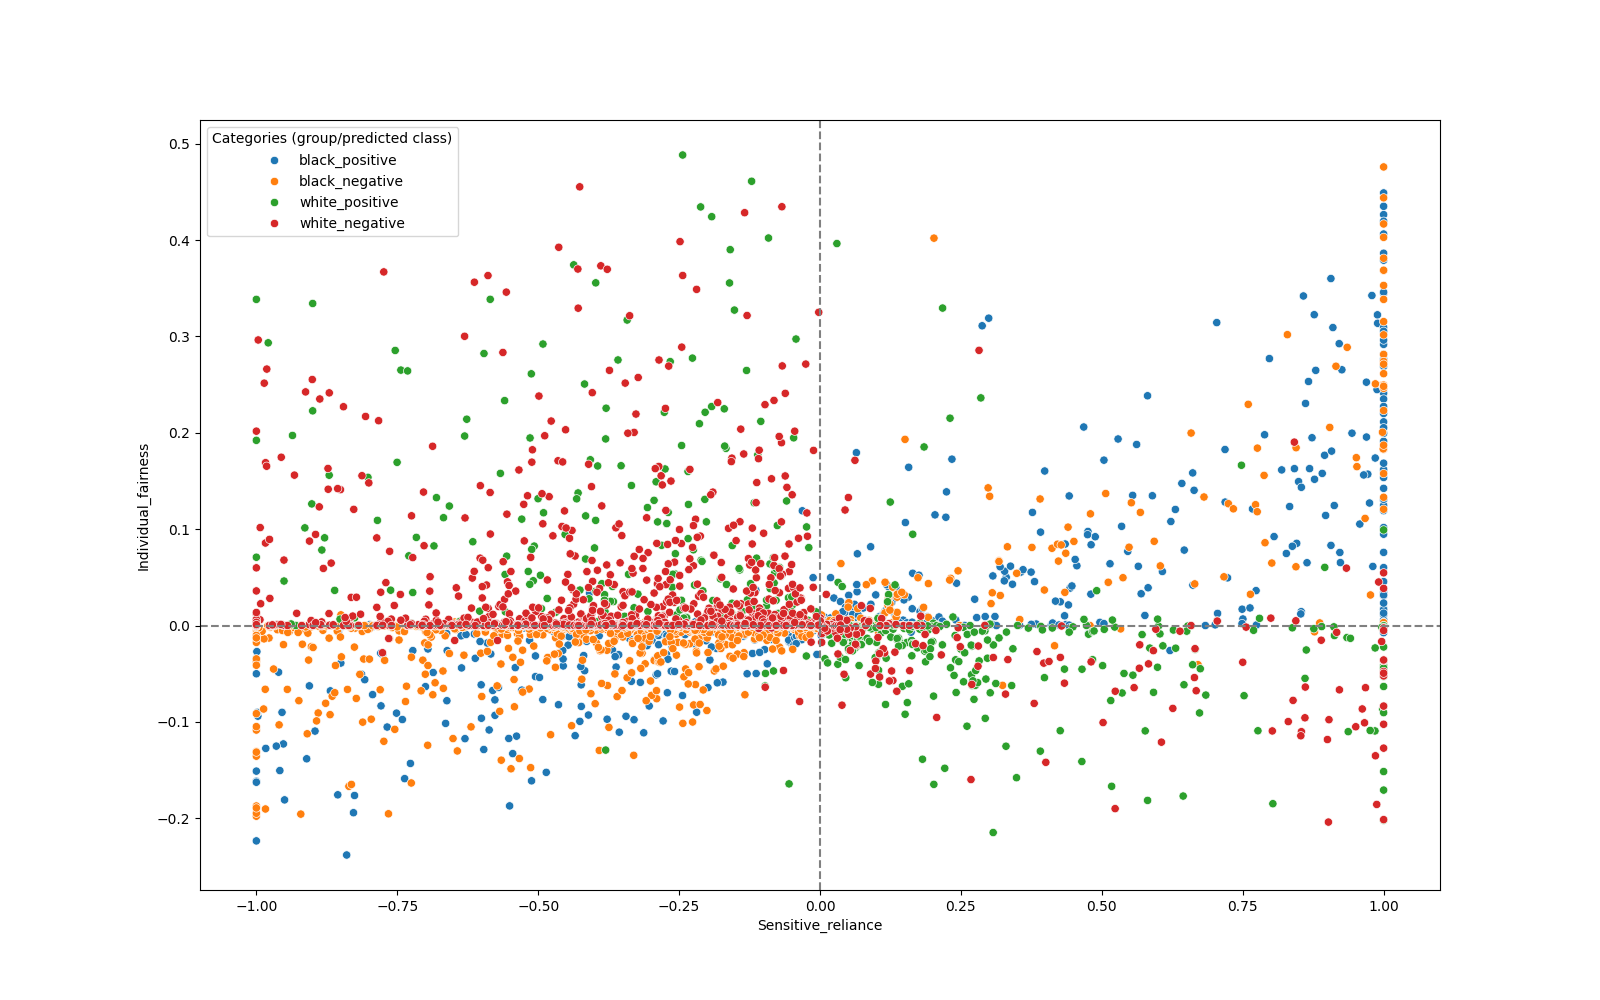 Categories (group/predicted class)
black_positive
black_negative
white_positive
white_negative
0.5
0.4
0.3
0.2
0.1
0.0
−0.1
−0.2
Individual_fairness
−1.00
−0.75
−0.50
−0.25
0.00
0.25
0.50
0.75
1.00
Sensitive_reliance